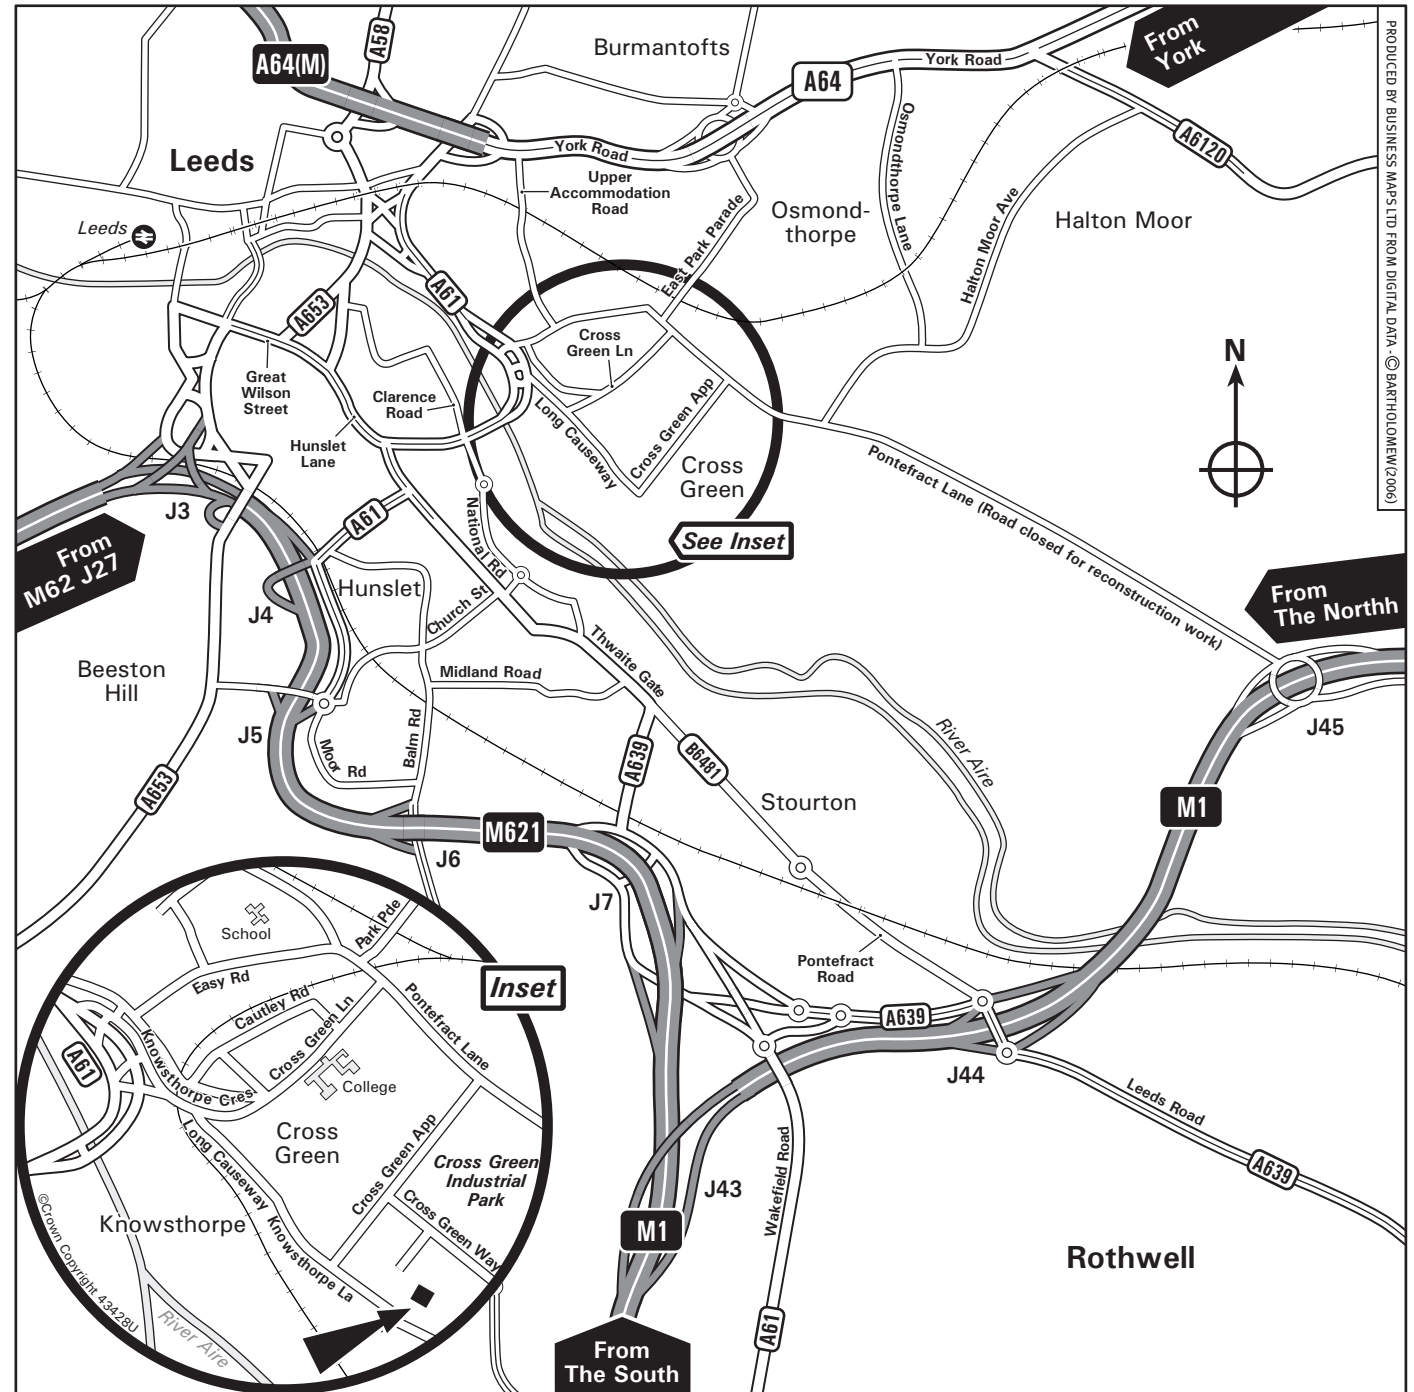 A58
Burmantofts
From
York
A64(M)
A64
York Road
Osmondthorpe Lane
A6120
PRODUCED BY BUSINESS MAPS LTD FROM DIGITAL DATA - © BARTHOLOMEW(2006)
Leeds
York Road
Upper
Accommodation
Road
Leeds
East Park Parade
Osmond-
thorpe
Halton Moor Ave
Halton Moor
A61
A653
Cross
Green Ln
Great
Wilson
Street
Clarence
Road
Hunslet
Lane
Long Causeway
Cross Green App
Cross
Green
N
Pontefract Lane (Road closed for reconstruction work)
J3
A61
National Rd
See Inset
From
M62 J27
Hunslet
J4
Church St
From
The Northh
Beeston
Hill
Midland Road
Thwaite Gate
J5
Moor Rd
Balm Rd
A639
B6481
River Aire
J45
A653
Stourton
M1
M621
J6
J7
School
Park Pde
Pontefract
Road
Easy Rd
Inset
Cautley Rd
Cross Green Ln
Pontefract Lane
A639
A61
Knowsthorpe Cres
College
J44
Leeds Road
Cross
Green
Long Causeway
Cross Green App
Cross Green
Industrial
Park
A639
J43
Wakefield Road
Knowsthorpe
Knowsthorpe La
Cross Green Way
M1
Rothwell
©Crown Copyright 43428U
River Aire
A61
From
The South